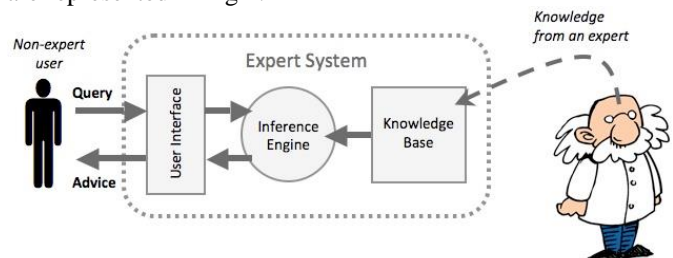 Non-expert
user
Query
Advice
Expert System
User Interface
Inference
Engine
Knowledge
Base
Knowledge
from an expert